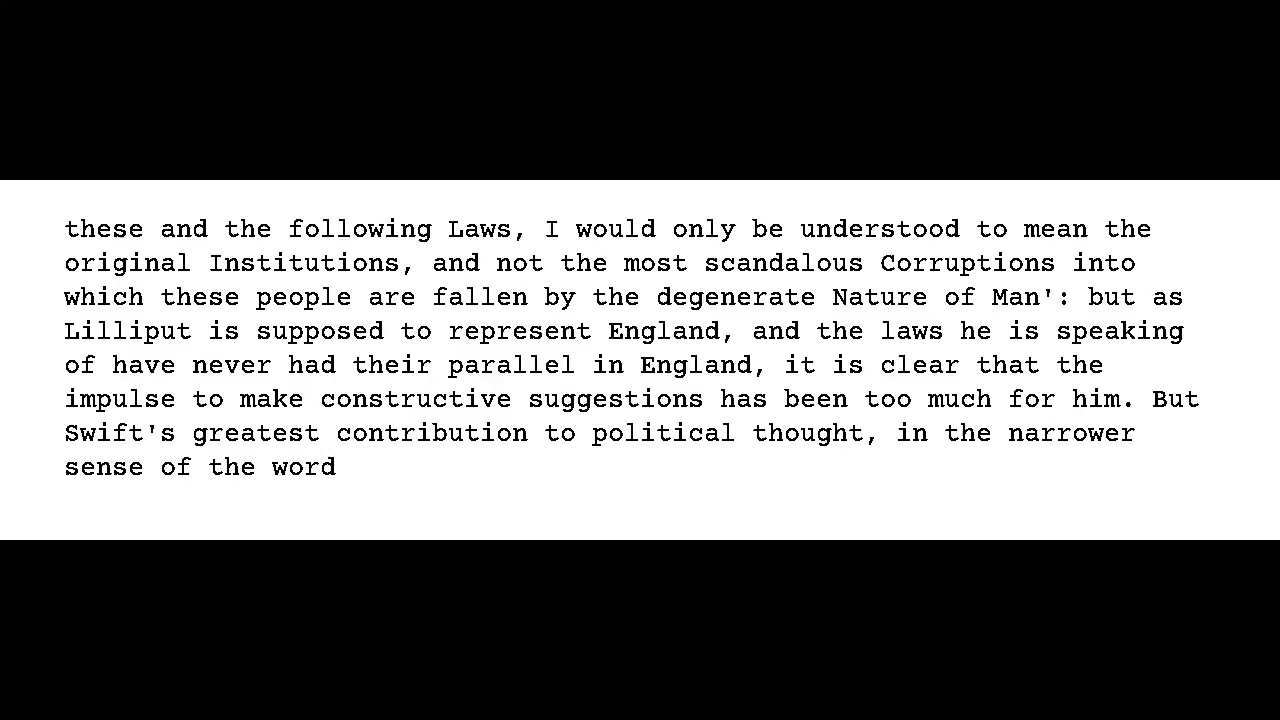 these and the following Laws, I would only be understood to mean the
original Institutions, and not the most scandalous Corruptions into
which these people are fallen by the degenerate Nature of Man': but as
Lilliput is supposed to represent England, and the laws he is speaking
of have never had their parallel in England, it is clear that the
impulse to make constructive suggestions has been too much for him. But
Swift's greatest contribution to political thought, in the narrower
sense of the word